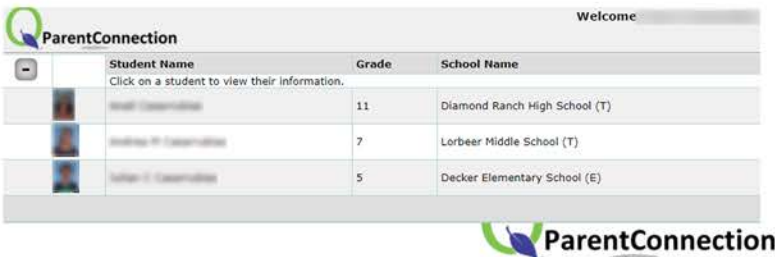 Welcome
ParentConnection
Student Name Grade School Name
Click on a student to view their information.
11 Diamond Ranch High School (T)
7 Lorbeer Middle School (T)
5 Decker Elementary School (E)
ParentConnection